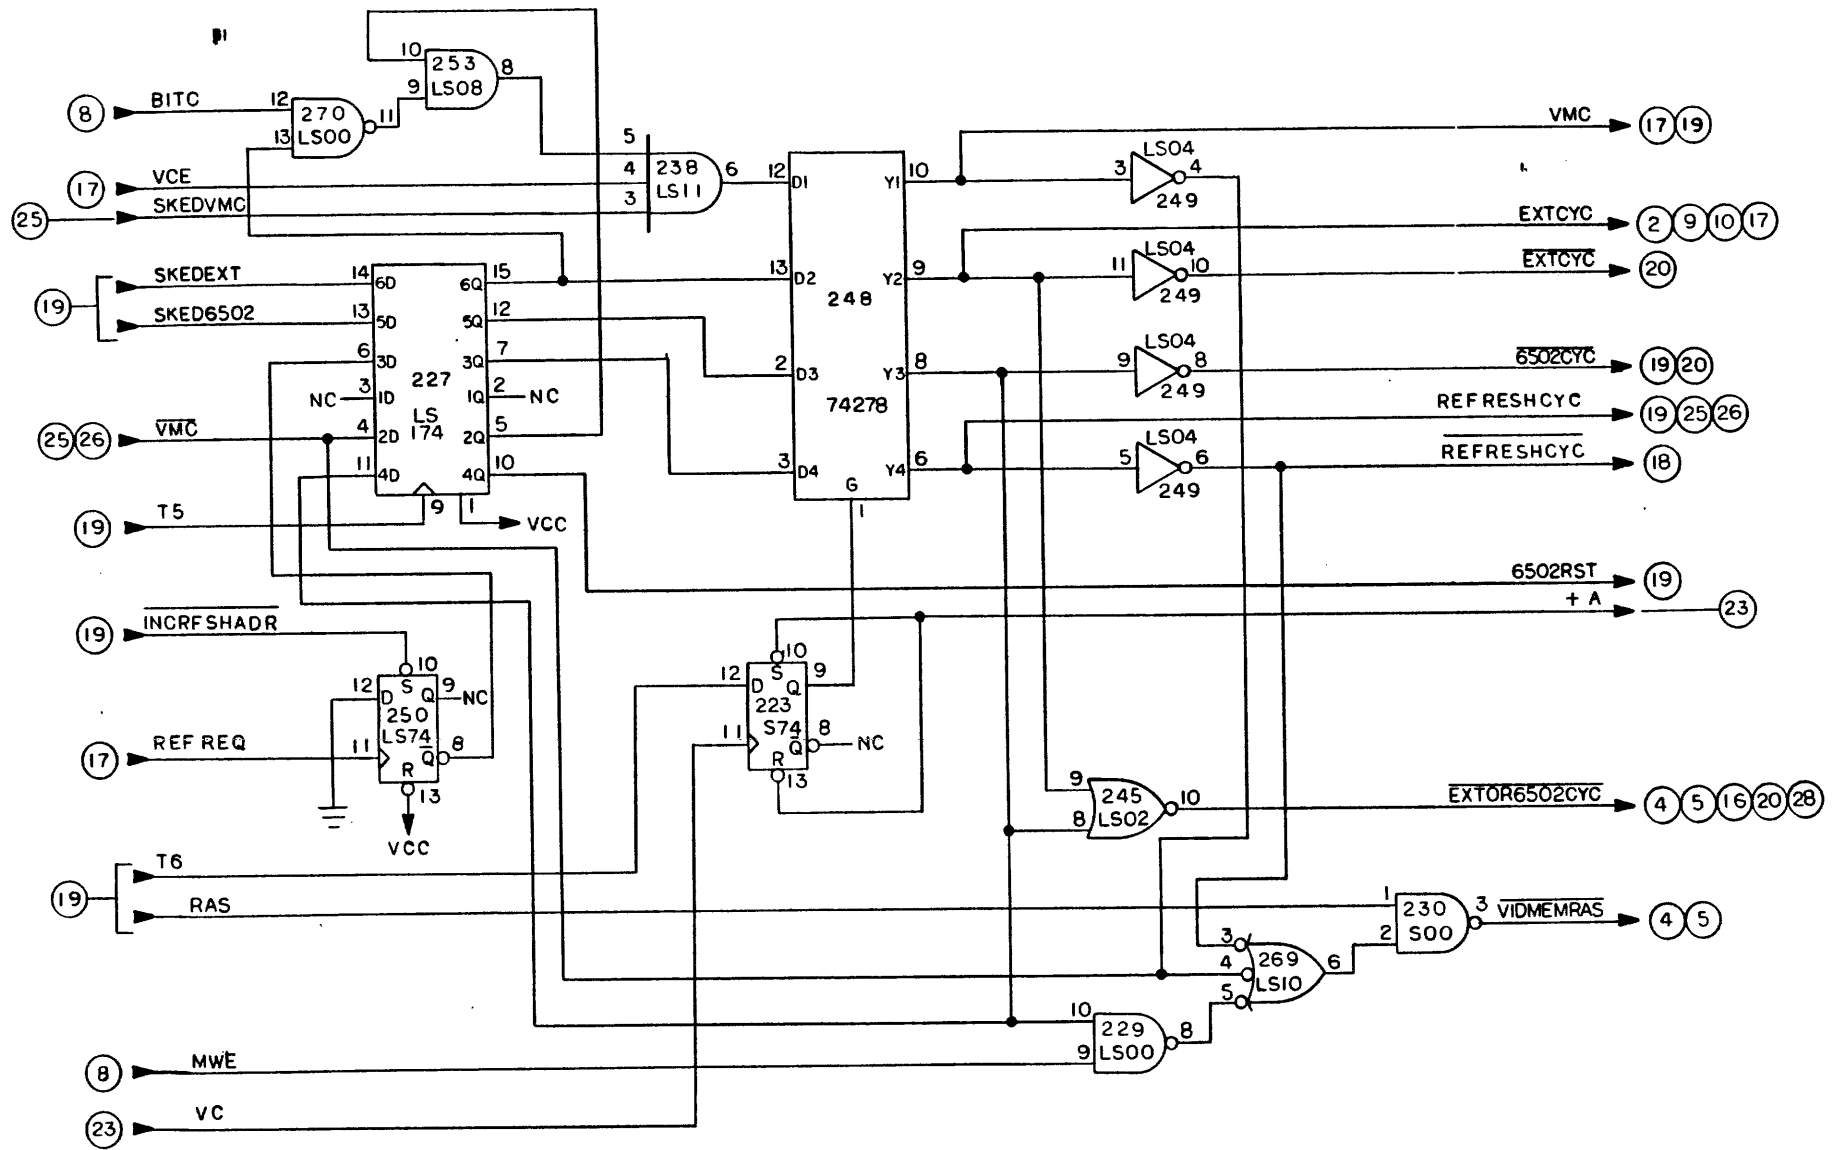 10
253
8
LS08
9
8
BITC
12
270
11
13
LS00
VMC
17 19
5
LS04
17
VCE
4
238
6
12
D1
Y1
10
3
4
LS11
249
25
SKEDVMC
3
EXTCYC
2 9 10 17
LS04
SKEDEXT
14
6D
6Q
15
13
D2
Y2
9
11
10
EXTCYC
20
248
249
19
SKED6502
13
5D
5Q
12
LS04
6
3D
3Q
7
2
D3
Y3
8
9
8
6502CYC
19 20
227
249
NC
3
1D
1Q
2
NC
74278
REFRESHCYC
19 25 26
LS
174
25 26
VMC
4
2D
2Q
5
LS04
11
4D
4Q
10
3
D4
Y4
6
5
6
REFRESHCYC
18
G
249
9
1
1
19
T5
VCC
6502RST
19
+ A
23
INCRFSHADR
19
10
10
12
D
S
Q
9
NC
12
D
S
Q
9
250
223
LS74
S74
17
REFREQ
11
Q
8
11
Q
8
NC
R
R
13
13
VCC
9
245
10
EXTOR6502CYC
4 5 16 20 28
8
LS02
T6
19
RAS
1
230
3
VIDMEMRAS
4 5
2
S00
3
269
4
LS10
6
5
10
229
8
9
LS00
8
MWE
23
VC